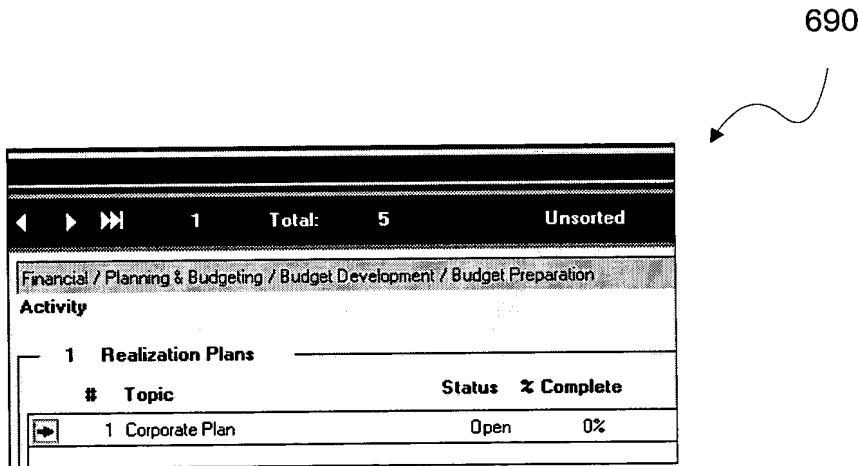 690
1 Total: 5 Unsorted
Financial / Planning & Budgeting / Budget Development / Budget Preparation
Activity
1 Realization Plans
# Topic Status % Complete
1 Corporate Plan Open 0%